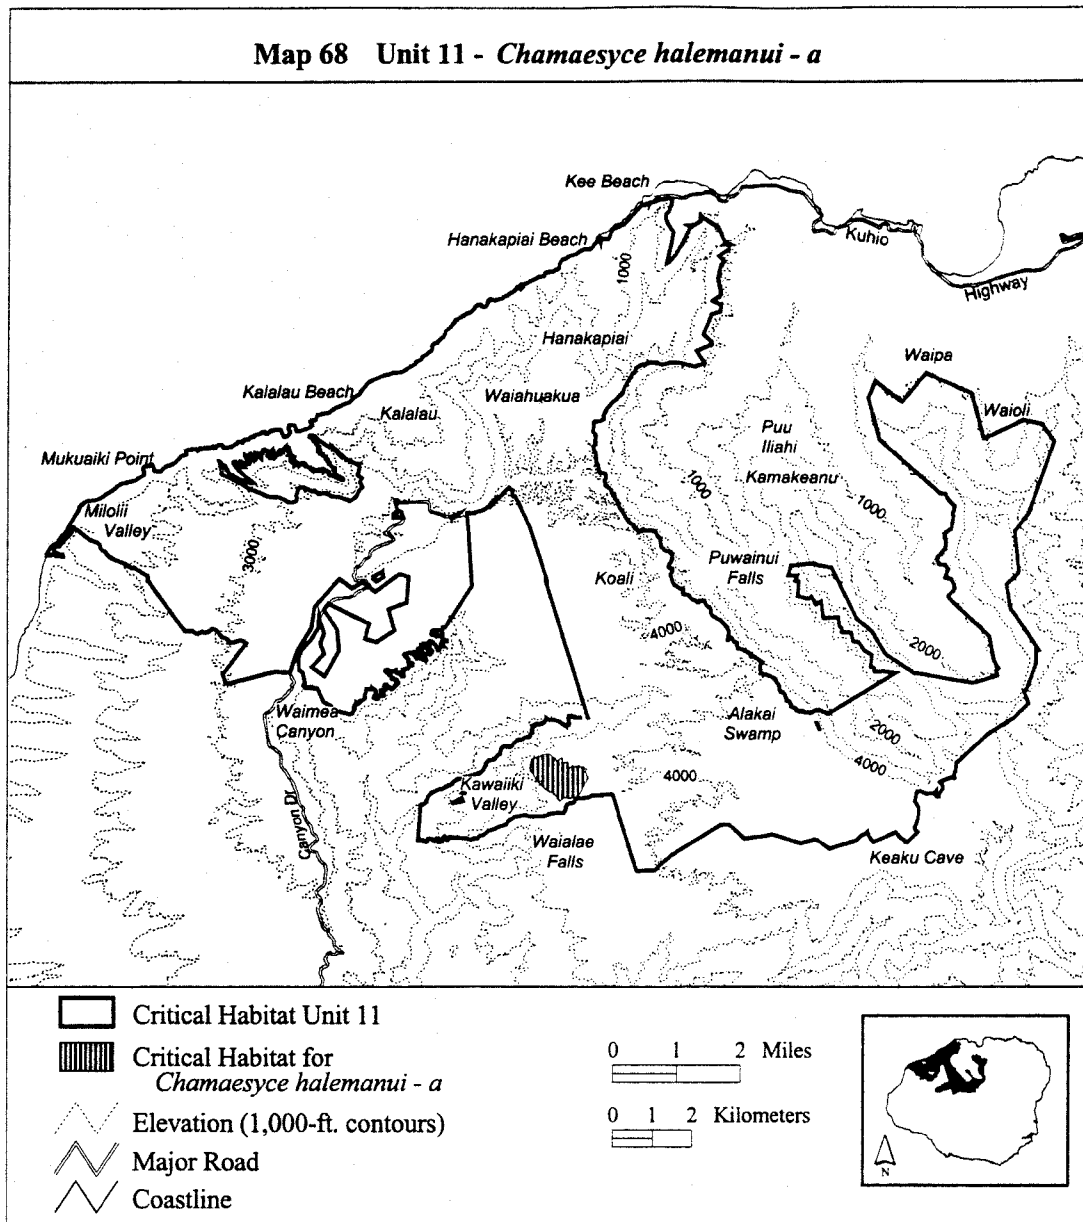 Map 68 Unit 11 - Chamaesyce halemanui - a
Kee Beach
Hanakapiai Beach
Kuhio
Highway
1000
Hanakapiai
Waipa
Kalalau Beach
Kalalau
Waiahuakua
Waioli
Puu
Iliahi
Mukuaiki Point
Kamakeanu
1000
1000
Milolii
Valley
3000
Puwainui
Falls
Koali
4000
2000
Waimea
Canyon
Alakai
Swamp
2000
4000
4000
Kawaiiki
Valley
Canyon Dr
Waialae
Falls
Keaku Cave
Critical Habitat Unit 11
Critical Habitat for
Chamaesyce halemanui - a
Elevation (1,000-ft. contours)
Major Road
Coastline
0 1 2 Miles
0 1 2 Kilometers
N